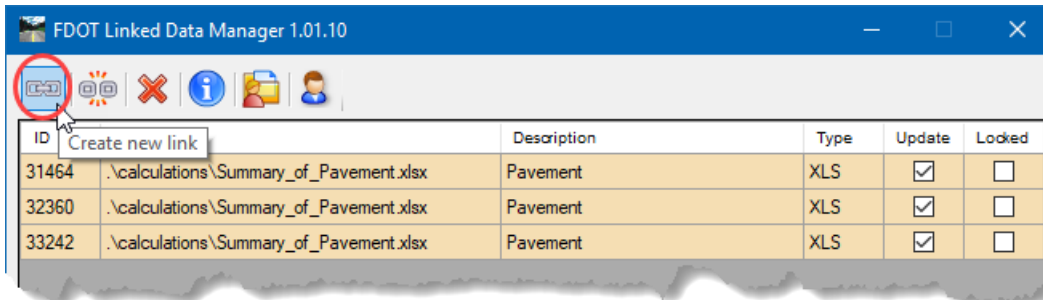 FDOT Linked Data Manager 1.01.10
Create new link
ID Description Type Update Locked
31464 .\calculations\Summary_of_Pavement.xlsx Pavement XLS
32360 .\calculations\Summary_of_Pavement.xlsx Pavement XLS
33242 .\calculations\Summary_of_Pavement.xlsx Pavement XLS